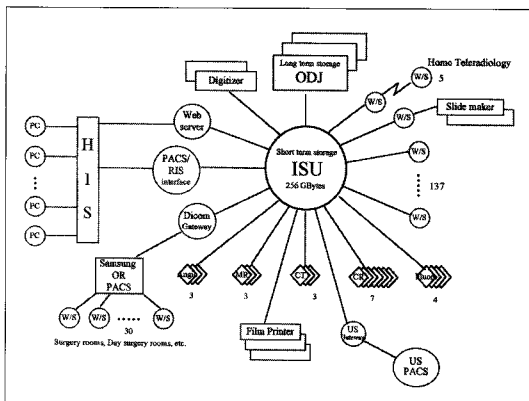 Long term storage
ODJ
Digitizer
Home Teleradiology
5
W/S
W/S
Slide maker
W/S
Web
server
PC
PC
PC
PC
H
I
S
PACS/
RIS
interface
Short term storage
ISU
256 GBytes
W/S
137
W/S
Dicom
Gateway
Samsung
OR
PACS
Angio
3
MR
3
CT
3
CR
7
4
W/S
W/S
W/S
30
Surgery rooms, Day surgery rooms, etc.
Film Printer
US
Gateway
US
PACS